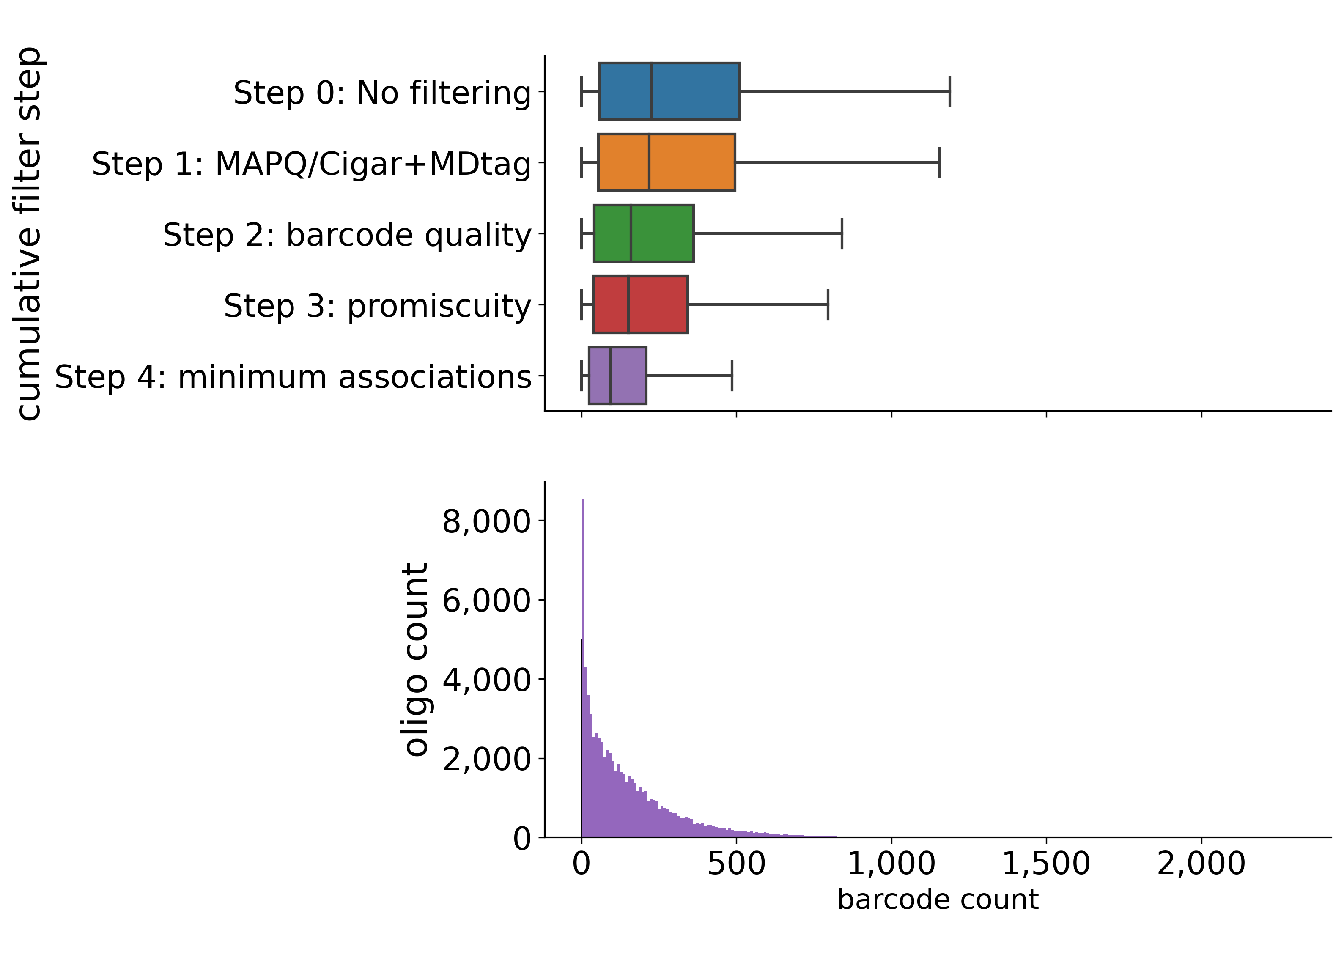 cumulative filter step
Step 0: No filtering
Step 1: MAPQ/Cigar+MDtag
Step 2: barcode quality
Step 3: promiscuity
Step 4: minimum associations
oligo count
8,000
6,000
4,000
2,000
0
0 500 1,000 1,500 2,000
barcode count